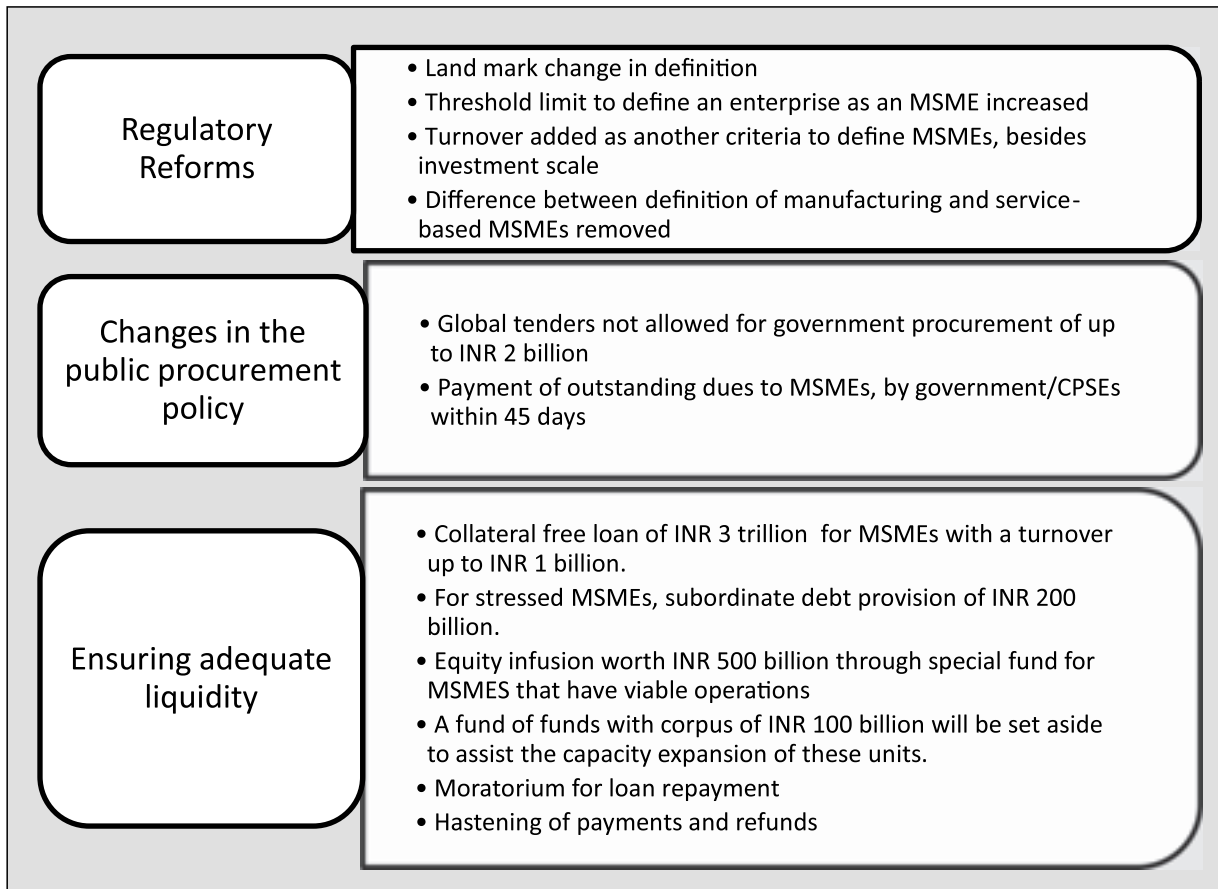 Regulatory
Reforms
• Land mark change in definition
• Threshold limit to define an enterprise as an MSME increased
• Turnover added as another criteria to define MSMEs, besides
investment scale
• Difference between definition of manufacturing and service-
based MSMEs removed
Changes in the
public procurement
policy
• Global tenders not allowed for government procurement of up
to INR 2 billion
• Payment of outstanding dues to MSMEs, by government/CPSEs
within 45 days
Ensuring adequate
liquidity
• Collateral free loan of INR 3 trillion  for MSMEs with a turnover
up to INR 1 billion.
• For stressed MSMEs, subordinate debt provision of INR 200
billion.
• Equity infusion worth INR 500 billion through special fund for
MSMES that have viable operations
• A fund of funds with corpus of INR 100 billion will be set aside
to assist the capacity expansion of these units.
• Moratorium for loan repayment
• Hastening of payments and refunds